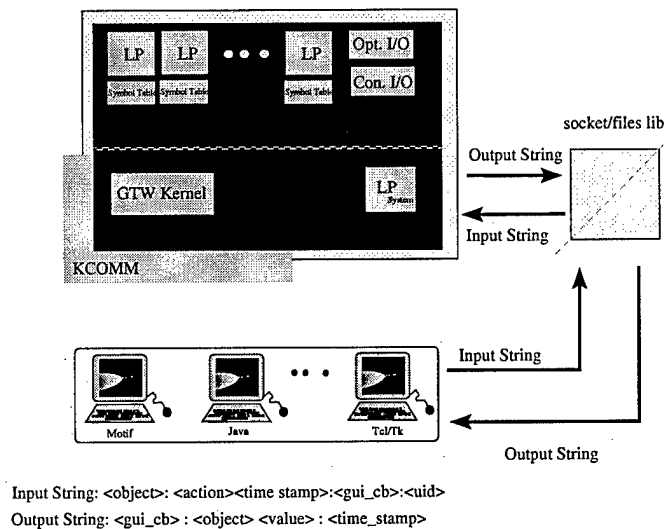 LP LP LP Opt. I/O
Symbol Table Symbol Table Symbol Table Con. I/O
socket/files lib
Output String
GTW Kernel LP System
Input String
KCOMM
Input String
Motif Java Tcl/Tk
Output String
Input String: <object>: <action><time stamp>:<gui_cb>:<uid>
Output String: <gui_cb> : <object> <value> : <time_stamp>